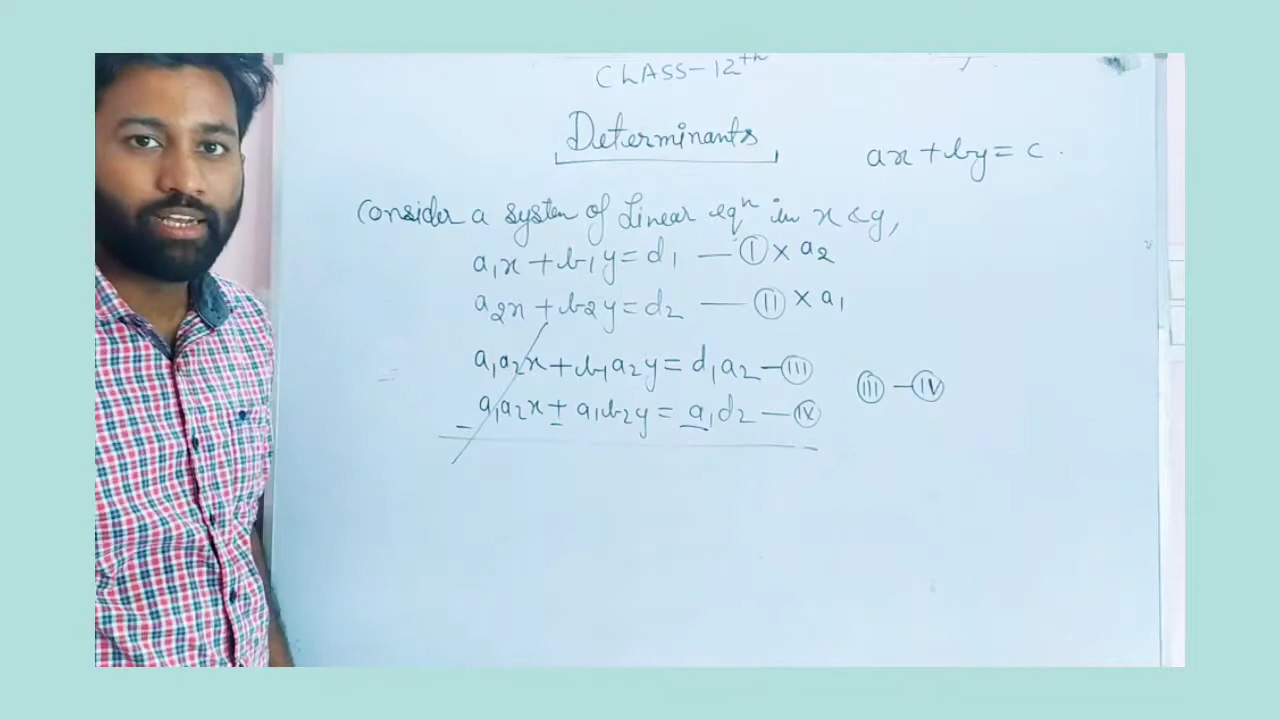 CLASS-12th
Determinants
ax + by = c.
Consider a system of Linear eqn in x & y,
a1x + b1y = d1 — (I) × a2
a2x + b2y = d2 — (II) × a1
= a1a2x + b1a2y = d1a2 — (III)
(III) — (IV)
a1a2x + a1b2y = a1d2 — (IV)
- - -